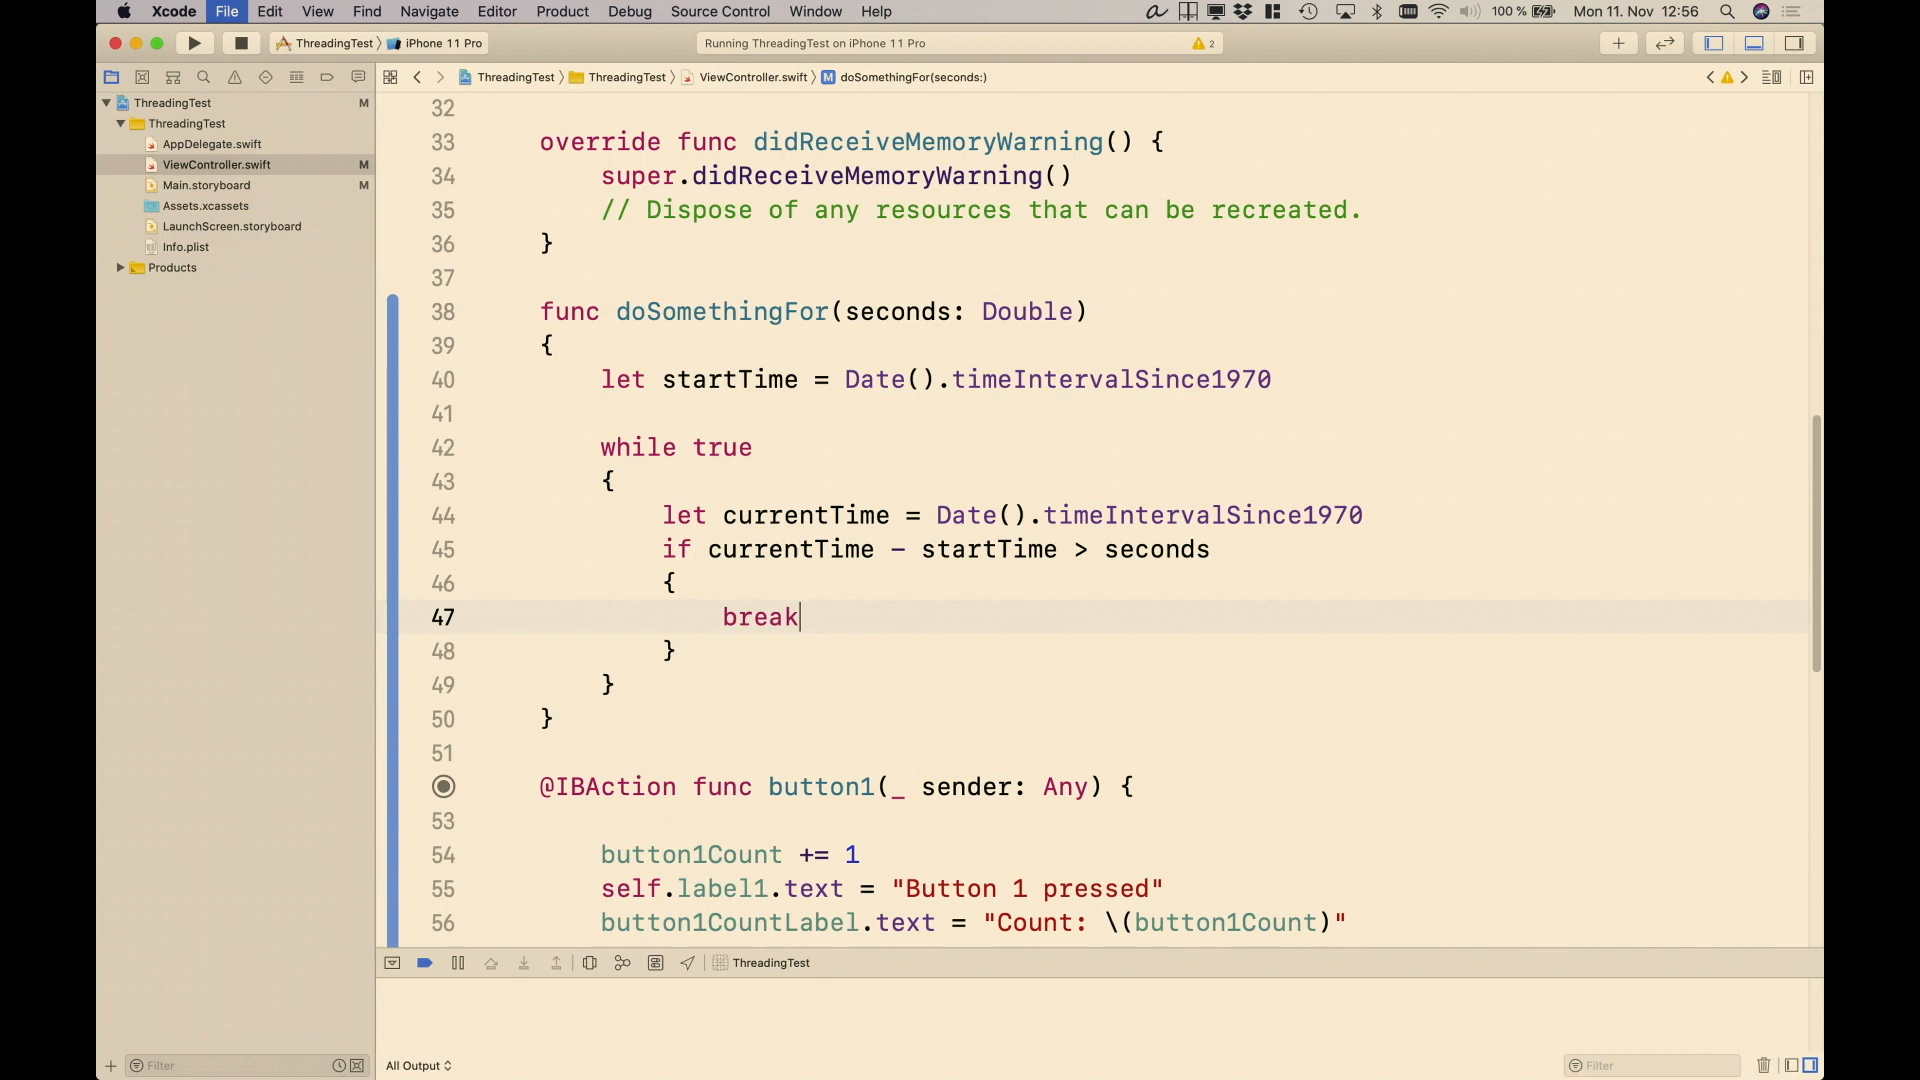 Xcode File Edit View Find Navigate Editor Product Debug Source Control Window Help 100 % Mon 11. Nov 12:56
ThreadingTest iPhone 11 Pro Running ThreadingTest on iPhone 11 Pro 2
ThreadingTest ThreadingTest ViewController.swift M doSomethingFor(seconds:)
ThreadingTest M
ThreadingTest
AppDelegate.swift
ViewController.swift M
Main.storyboard M
Assets.xcassets
LaunchScreen.storyboard
Info.plist
Products
32
33 override func didReceiveMemoryWarning() {
34 super.didReceiveMemoryWarning()
35 // Dispose of any resources that can be recreated.
36 }
37
38 func doSomethingFor(seconds: Double)
39 {
40 let startTime = Date().timeIntervalSince1970
41
42 while true
43 {
44 let currentTime = Date().timeIntervalSince1970
45 if currentTime - startTime > seconds
46 {
47 break
48 }
49 }
50 }
51
@IBAction func button1(_ sender: Any) {
53
54 button1Count += 1
55 self.label1.text = "Button 1 pressed"
56 button1CountLabel.text = "Count: \(button1Count)"
ThreadingTest
Filter
All Output
Filter